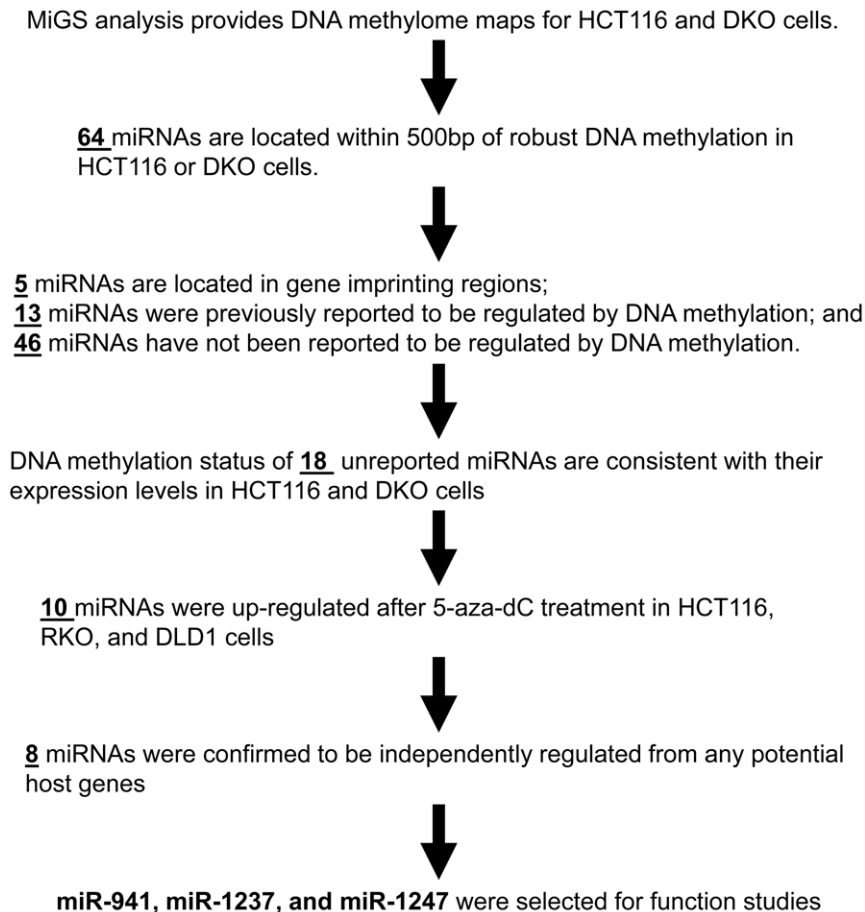 MiGS analysis provides DNA methylome maps for HCT116 and DKO cells.
64 miRNAs are located within 500bp of robust DNA methylation in
HCT116 or DKO cells.
5 miRNAs are located in gene imprinting regions;
13 miRNAs were previously reported to be regulated by DNA methylation; and
46 miRNAs have not been reported to be regulated by DNA methylation.
DNA methylation status of 18 unreported miRNAs are consistent with their
expression levels in HCT116 and DKO cells
10 miRNAs were up-regulated after 5-aza-dC treatment in HCT116,
RKO, and DLD1 cells
8 miRNAs were confirmed to be independently regulated from any potential
host genes
miR-941, miR-1237, and miR-1247 were selected for function studies